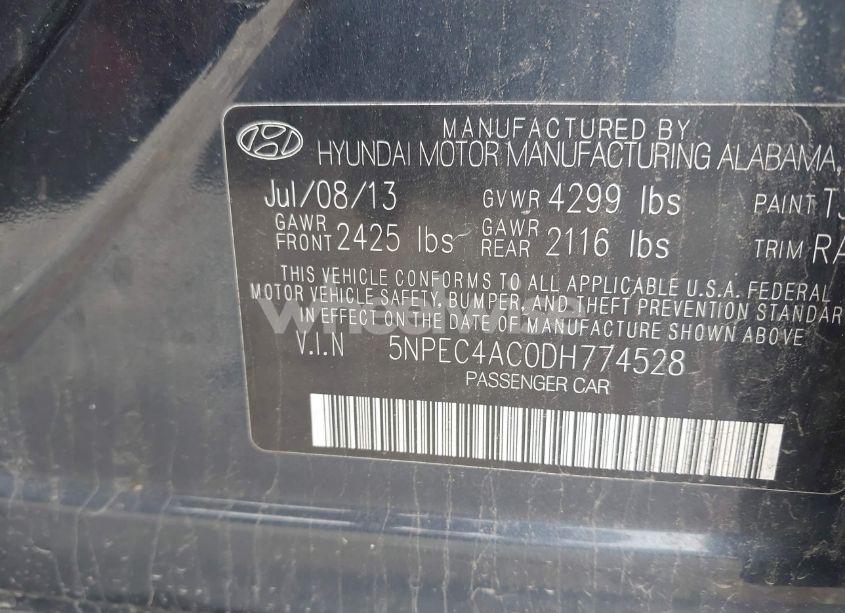 MANUFACTURED BY
HYUNDAI MOTOR MANUFACTURING ALABAMA,
Jul/08/13 GVWR 4299 lbs PAINT
GAWR FRONT 2425 lbs GAWR REAR 2116 lbs TRIM RA
THIS VEHICLE CONFORMS TO ALL APPLICABLE U.S.A. FEDERAL
MOTOR VEHICLE SAFETY, BUMPER, AND THEFT PREVENTION STANDAR
IN EFFECT ON THE DATE OF MANUFACTURE SHOWN ABOVE
V.I.N 5NPEC4AC0DH774528
PASSENGER CAR
wheelwise